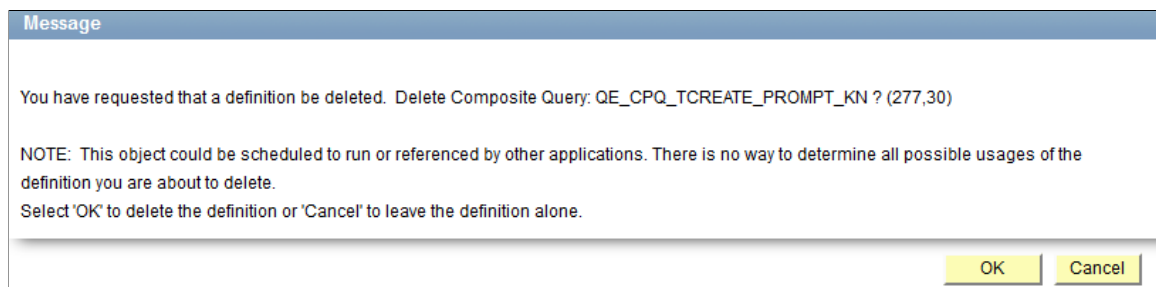 Message
You have requested that a definition be deleted.  Delete Composite Query: QE_CPQ_TCREATE_PROMPT_KN ? (277,30)
NOTE:  This object could be scheduled to run or referenced by other applications. There is no way to determine all possible usages of the
definition you are about to delete.
Select 'OK' to delete the definition or 'Cancel' to leave the definition alone.
OK Cancel